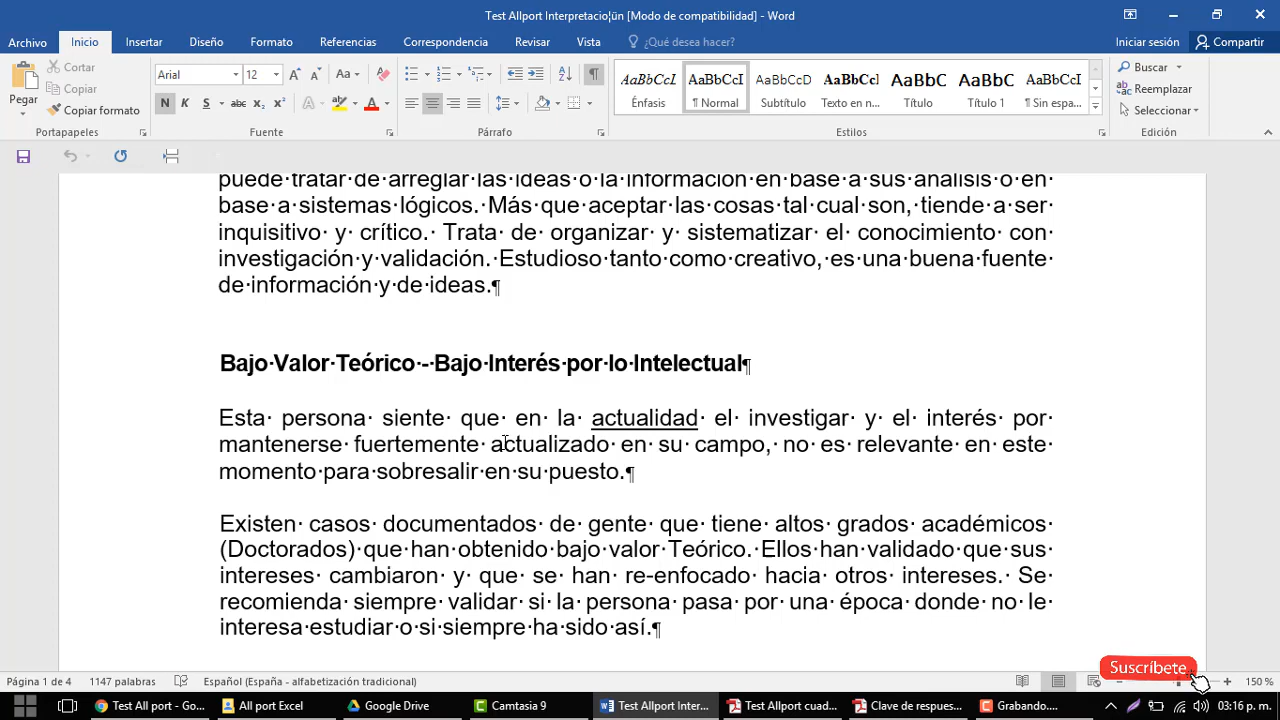 Test Allport Interpretacio¦ün [Modo de compatibilidad] - Word
Archivo Inicio Insertar Diseño Formato Referencias Correspondencia Revisar Vista ¿Qué desea hacer? Iniciar sesión Compartir
Cortar
Copiar
Copiar formato
Pegar
Arial 12
AaBbCcI AaBbCcI AaBbCcD AaBbCcI AaBbC AaBbC AaBbCcI
Énfasis ¶ Normal Subtítulo Texto en n... Título Título 1 ¶ Sin espa...
Buscar
Reemplazar
Seleccionar
Portapapeles Fuente Párrafo Estilos Edición
puede·tratar·de·arreglar·las·ideas·o·la·información·en·base·a·sus·análisis·o·en·
base·a·sistemas·lógicos.·Más·que·aceptar·las·cosas·tal·cual·son,·tiende·a·ser·
inquisitivo·y·crítico.·Trata·de·organizar·y·sistematizar·el·conocimiento·con·
investigación·y·validación.·Estudioso·tanto·como·creativo,·es·una·buena·fuente·
de·información·y·de·ideas.¶
Bajo·Valor·Teórico·-·Bajo·Interés·por·lo·Intelectual¶
Esta·persona·siente·que·en·la·actualidad·el·investigar·y·el·interés·por·
mantenerse·fuertemente·actualizado·en·su·campo,·no·es·relevante·en·este·
momento·para·sobresalir·en·su·puesto.¶
Existen·casos·documentados·de·gente·que·tiene·altos·grados·académicos·
(Doctorados)·que·han·obtenido·bajo·valor·Teórico.·Ellos·han·validado·que·sus·
intereses·cambiaron·y·que·se·han·re-enfocado·hacia·otros·intereses.·Se·
recomienda·siempre·validar·si·la·persona·pasa·por·una·época·donde·no·le·
interesa·estudiar·o·si·siempre·ha·sido·así.¶
Suscríbete
Página 1 de 4 1147 palabras Español (España - alfabetización tradicional) 150 %
Test All port - Goo... All port Excel Google Drive Camtasia 9 Test Allport Inter... Test Allport cuad... Clave de respues... Grabando.... 03:16 p. m.